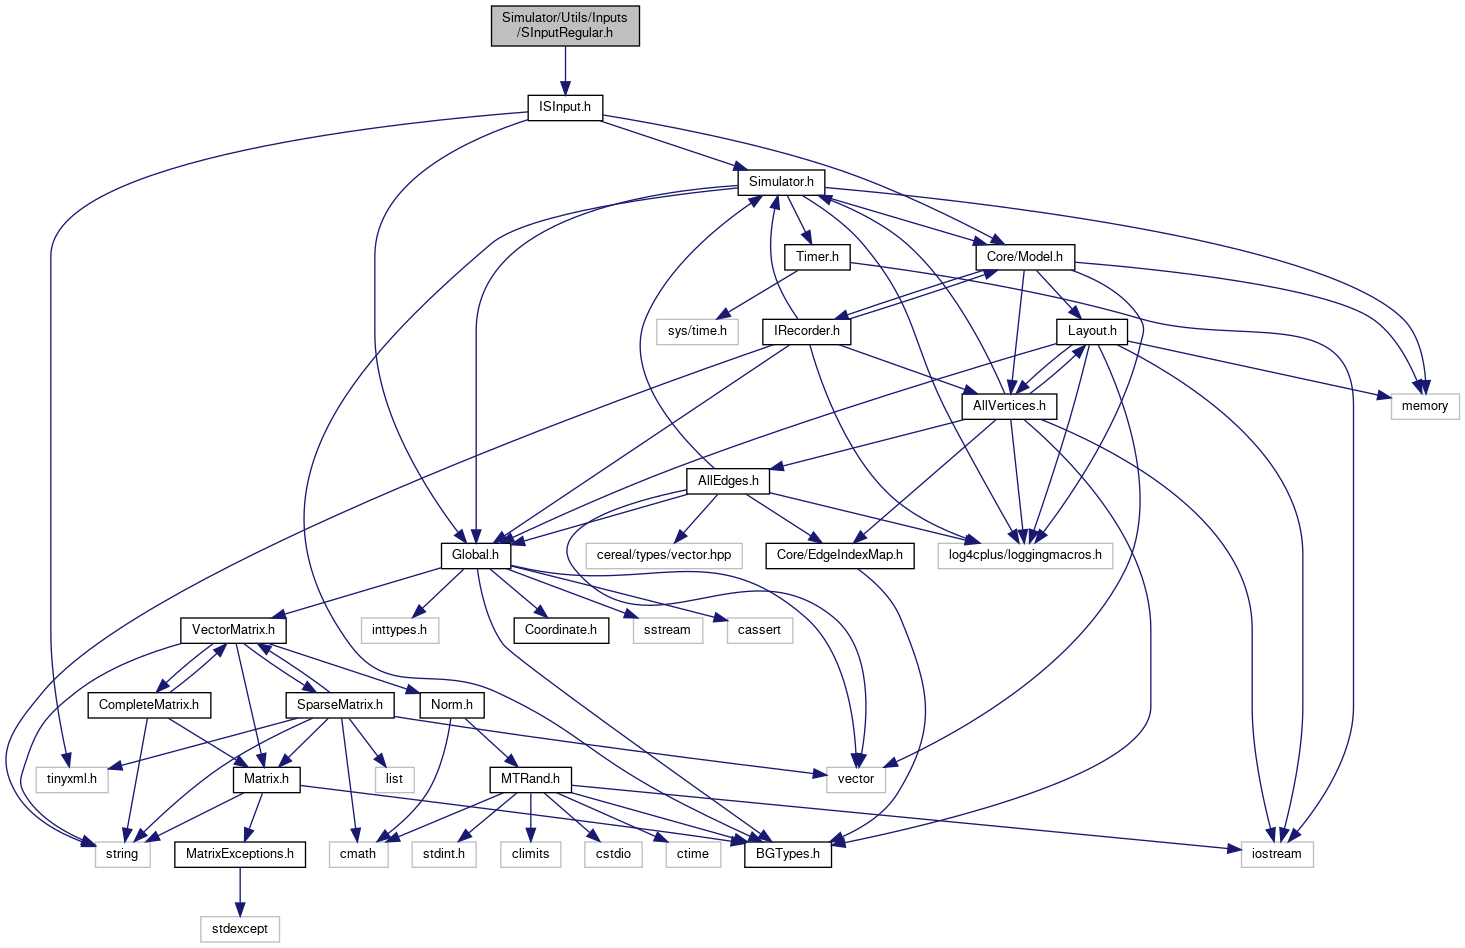 Simulator/Utils/Inputs
/SInputRegular.h
ISInput.h
Simulator.h
Timer.h
Core/Model.h
sys/time.h
IRecorder.h
Layout.h
AllVertices.h
memory
AllEdges.h
Global.h
cereal/types/vector.hpp
Core/EdgeIndexMap.h
log4cplus/loggingmacros.h
VectorMatrix.h
inttypes.h
Coordinate.h
sstream
cassert
CompleteMatrix.h
SparseMatrix.h
Norm.h
tinyxml.h
Matrix.h
list
MTRand.h
vector
string
MatrixExceptions.h
cmath
stdint.h
climits
cstdio
ctime
BGTypes.h
iostream
stdexcept